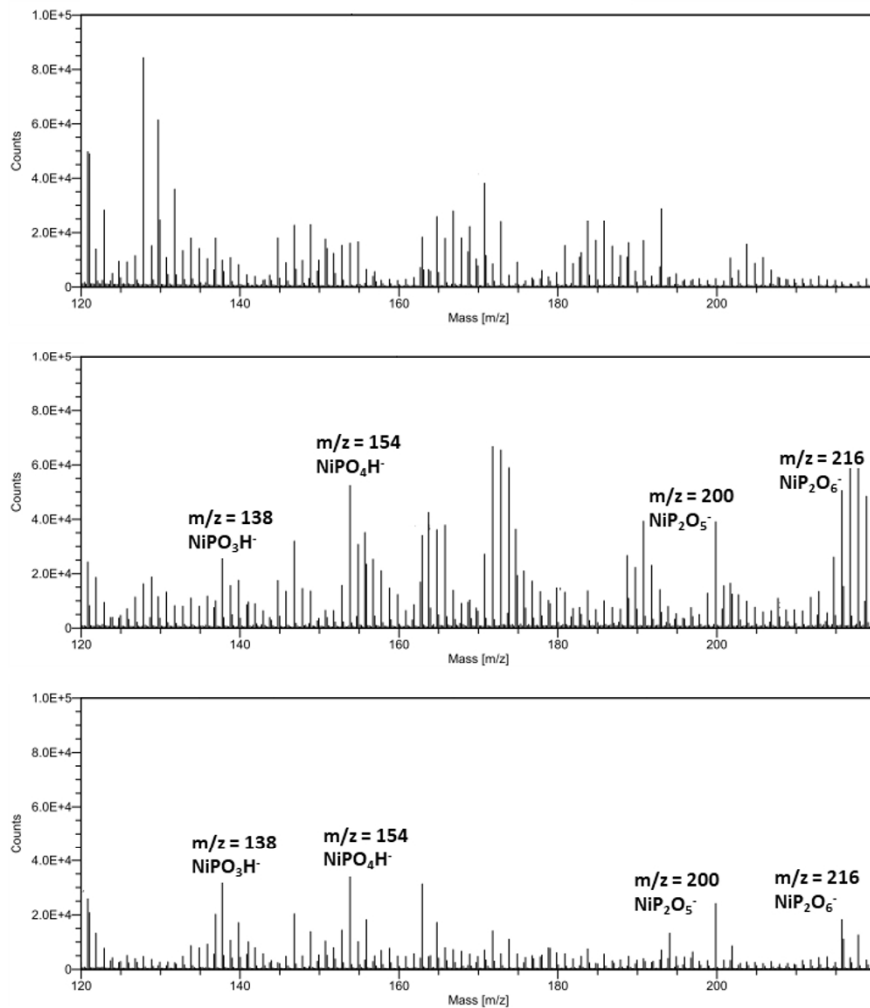 1.0E+5
8.0E+4
6.0E+4
4.0E+4
2.0E+4
0
Counts
120 140 160 180 200
Mass [m/z]
1.0E+5
8.0E+4
6.0E+4
4.0E+4
2.0E+4
0
Counts
m/z = 138
NiPO₃H⁻
m/z = 154
NiPO₄H⁻
m/z = 200
NiP₂O₅⁻
m/z = 216
NiP₂O₆⁻
120 140 160 180 200
Mass [m/z]
1.0E+5
8.0E+4
6.0E+4
4.0E+4
2.0E+4
0
Counts
m/z = 138
NiPO₃H⁻
m/z = 154
NiPO₄H⁻
m/z = 200
NiP₂O₅⁻
m/z = 216
NiP₂O₆⁻
120 140 160 180 200
Mass [m/z]